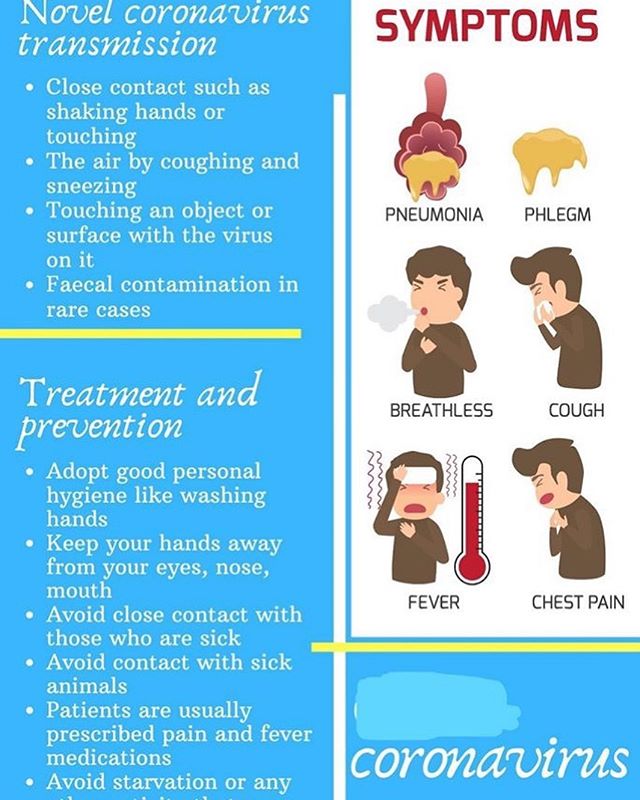 Novel coronavirus
transmission
• Close contact such as
shaking hands or
touching
• The air by coughing and
sneezing
• Touching an object or
surface with the virus
on it
• Faecal contamination in
rare cases
Treatment and
prevention
• Adopt good personal
hygiene like washing
hands
• Keep your hands away
from your eyes, nose,
mouth
• Avoid close contact with
those who are sick
• Avoid contact with sick
animals
• Patients are usually
prescribed pain and fever
medications
• Avoid starvation or any
SYMPTOMS
PNEUMONIA
PHLEGM
BREATHLESS
COUGH
FEVER
CHEST PAIN
coronavirus